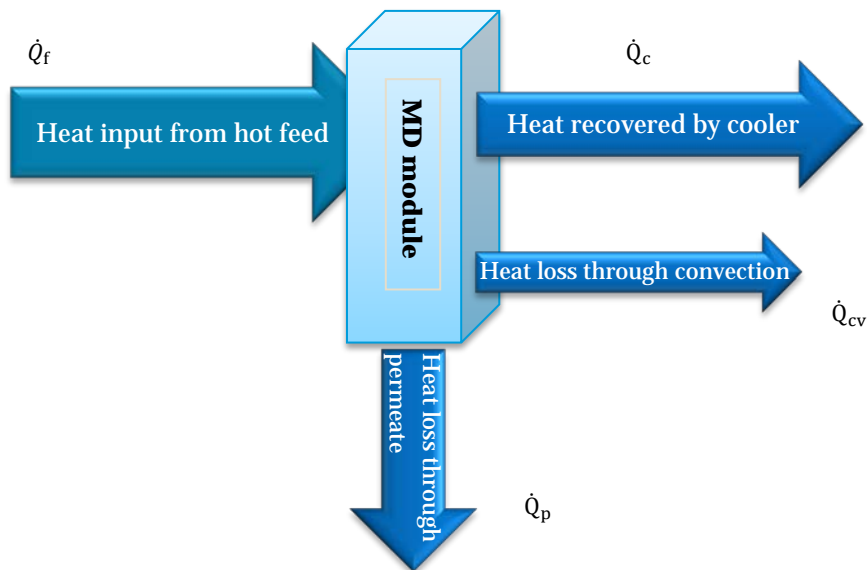 Q̇f
Q̇c
Heat input from hot feed
MD module
Heat recovered by cooler
Heat loss through convection
Q̇cv
Heat loss through
permeate
Q̇p